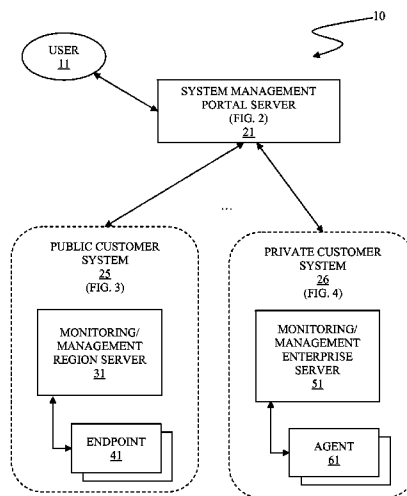 10
USER
11
SYSTEM MANAGEMENT
PORTAL SERVER
(FIG. 2)
21
...
PUBLIC CUSTOMER
SYSTEM
25
(FIG. 3)
MONITORING/
MANAGEMENT
REGION SERVER
31
ENDPOINT
41
PRIVATE CUSTOMER
SYSTEM
26
(FIG. 4)
MONITORING/
MANAGEMENT
ENTERPRISE
SERVER
51
AGENT
61